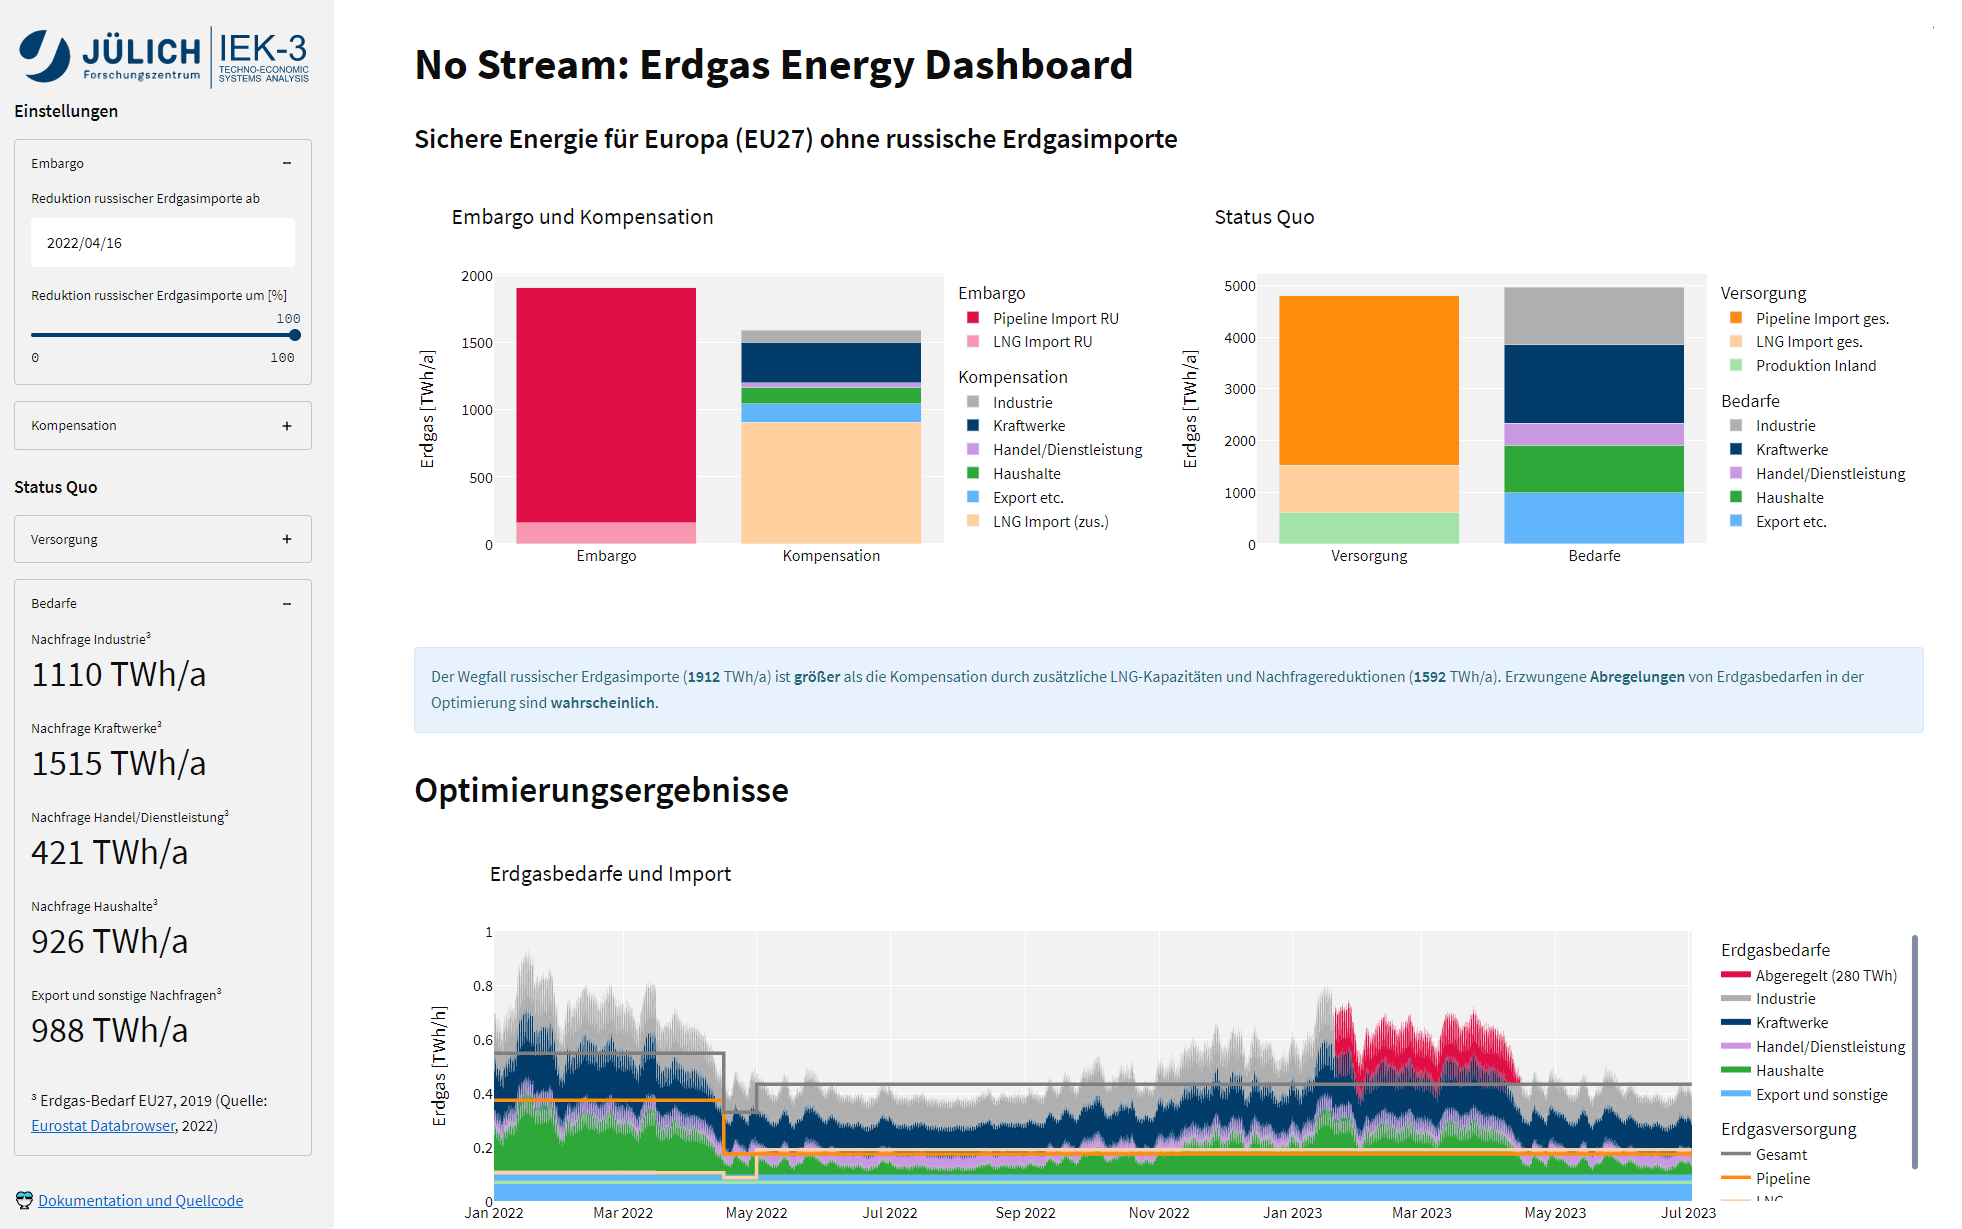 JÜLICH
Forschungszentrum
IEK-3
TECHNO-ECONOMIC
SYSTEMS ANALYSIS
Einstellungen
Embargo
Reduktion russischer Erdgasimporte ab
2022/04/16
Reduktion russischer Erdgasimporte um [%]
100
0 100
Kompensation
Status Quo
Versorgung
Bedarfe
Nachfrage Industrie³
1110 TWh/a
Nachfrage Kraftwerke³
1515 TWh/a
Nachfrage Handel/Dienstleistung³
421 TWh/a
Nachfrage Haushalte³
926 TWh/a
Export und sonstige Nachfragen³
988 TWh/a
³ Erdgas-Bedarf EU27, 2019 (Quelle:
Eurostat Databrowser, 2022)
Dokumentation und Quellcode
No Stream: Erdgas Energy Dashboard
Sichere Energie für Europa (EU27) ohne russische Erdgasimporte
Embargo und Kompensation
Erdgas [TWh/a]
2000
1500
1000
500
0
Embargo Kompensation
Embargo
Pipeline Import RU
LNG Import RU
Kompensation
Industrie
Kraftwerke
Handel/Dienstleistung
Haushalte
Export etc.
LNG Import (zus.)
Status Quo
Erdgas [TWh/a]
5000
4000
3000
2000
1000
0
Versorgung Bedarfe
Versorgung
Pipeline Import ges.
LNG Import ges.
Produktion Inland
Bedarfe
Industrie
Kraftwerke
Handel/Dienstleistung
Haushalte
Export etc.
Der Wegfall russischer Erdgasimporte (1912 TWh/a) ist größer als die Kompensation durch zusätzliche LNG-Kapazitäten und Nachfragereduktionen (1592 TWh/a). Erzwungene Abregelungen von Erdgasbedarfen in der
Optimierung sind wahrscheinlich.
Optimierungsergebnisse
Erdgasbedarfe und Import
Erdgas [TWh/h]
1
0.8
0.6
0.4
0.2
0
Jan 2022 Mar 2022 May 2022 Jul 2022 Sep 2022 Nov 2022 Jan 2023 Mar 2023 May 2023 Jul 2023
Erdgasbedarfe
Abgeregelt (280 TWh)
Industrie
Kraftwerke
Handel/Dienstleistung
Haushalte
Export und sonstige
Erdgasversorgung
Gesamt
Pipeline
LNG